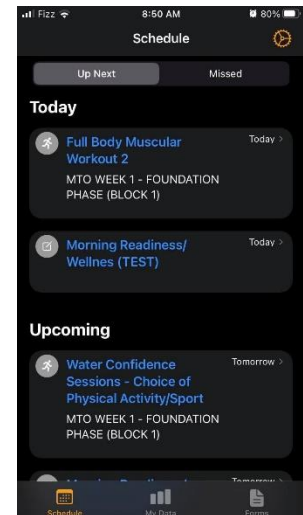 Fizz 8:50 AM 80%
Schedule
Up Next Missed
Today
Full Body Muscular Today
Workout 2
MTO WEEK 1 - FOUNDATION
PHASE (BLOCK 1)
Morning Readiness/ Today
Wellnes (TEST)
Upcoming
Water Confidence Tomorrow
Sessions - Choice of
Physical Activity/Sport
MTO WEEK 1 - FOUNDATION
PHASE (BLOCK 1)
Schedule My Data Forms